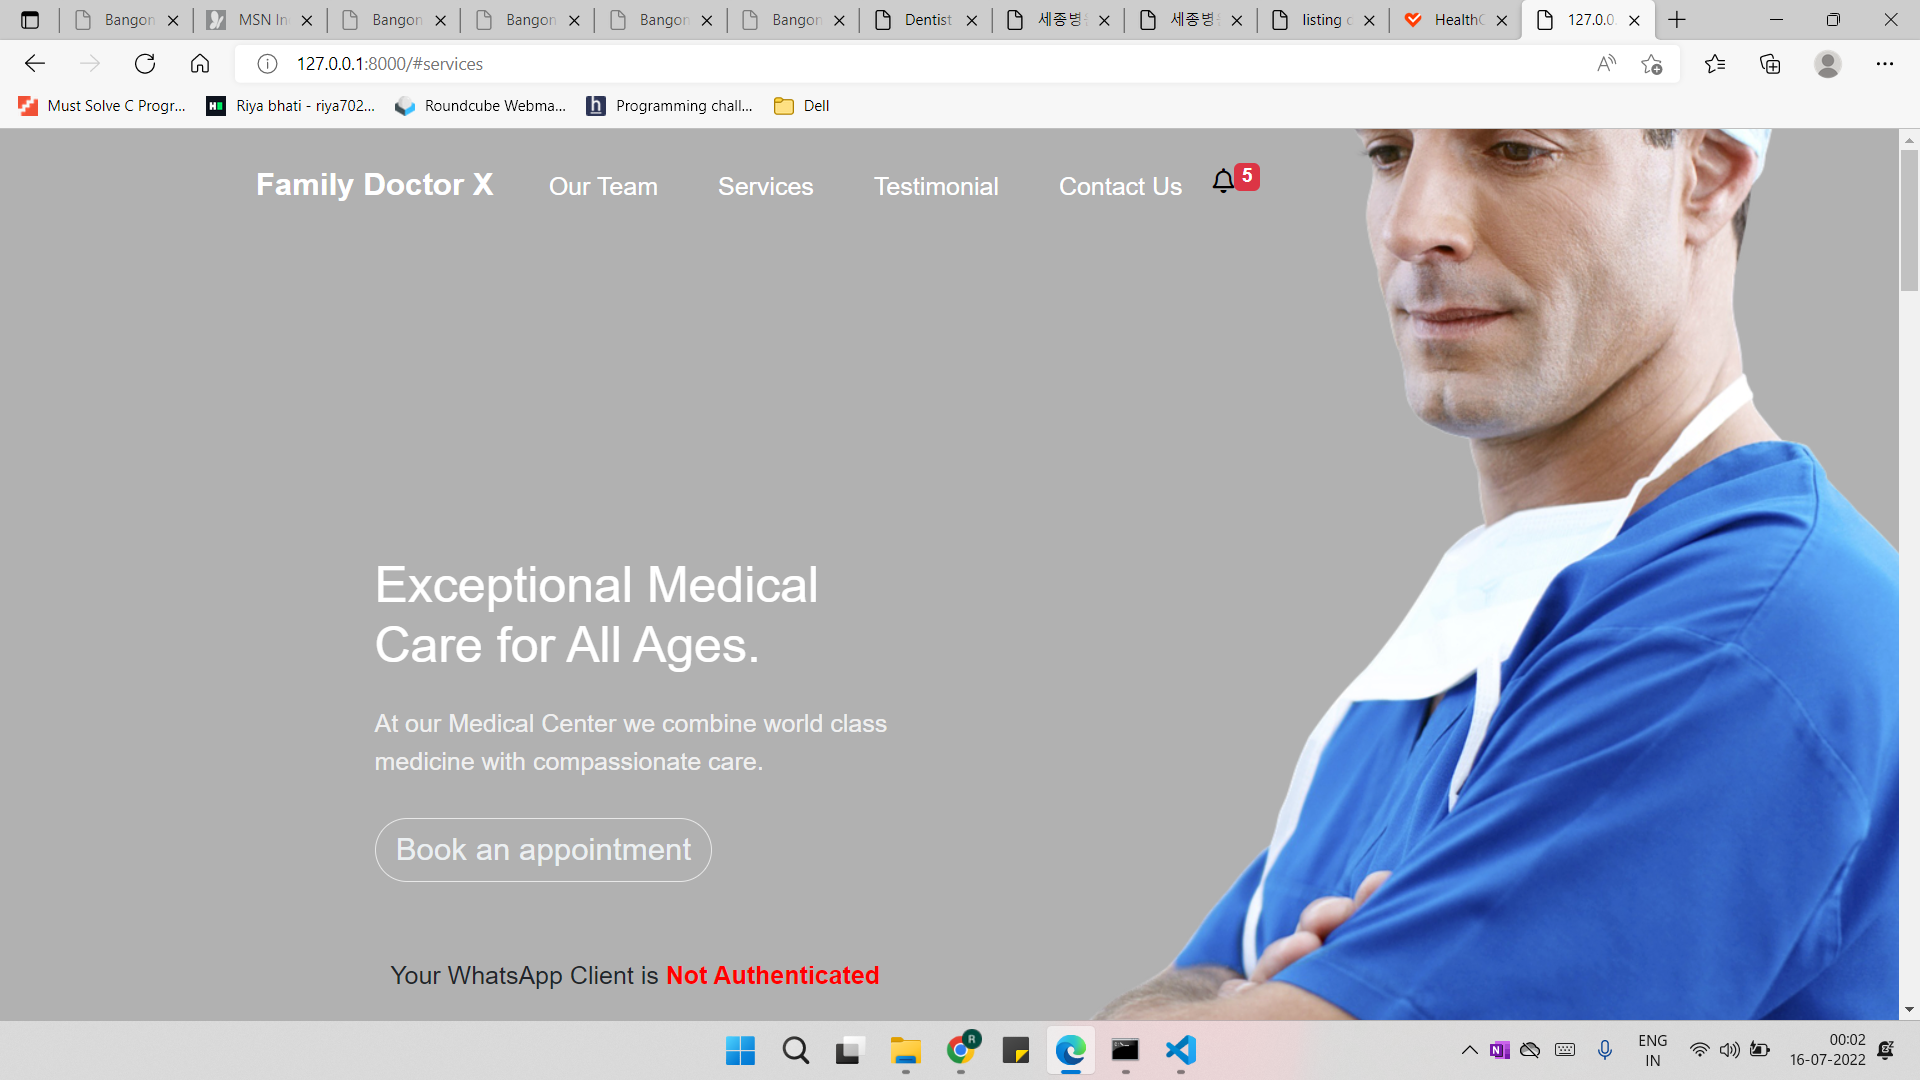 Bangon
MSN In
Bangon
Bangon
Bangon
Bangon
Dentist
세종병
세종병
listing
Health
127.0.0.
127.0.0.1:8000/#services
Must Solve C Progr...
Riya bhati - riya702...
Roundcube Webma...
Programming chall...
Dell
Family Doctor X
Our Team
Services
Testimonial
Contact Us
5
Exceptional Medical
Care for All Ages.
At our Medical Center we combine world class
medicine with compassionate care.
Book an appointment
Your WhatsApp Client is Not Authenticated
R
ENG
IN
00:02
16-07-2022